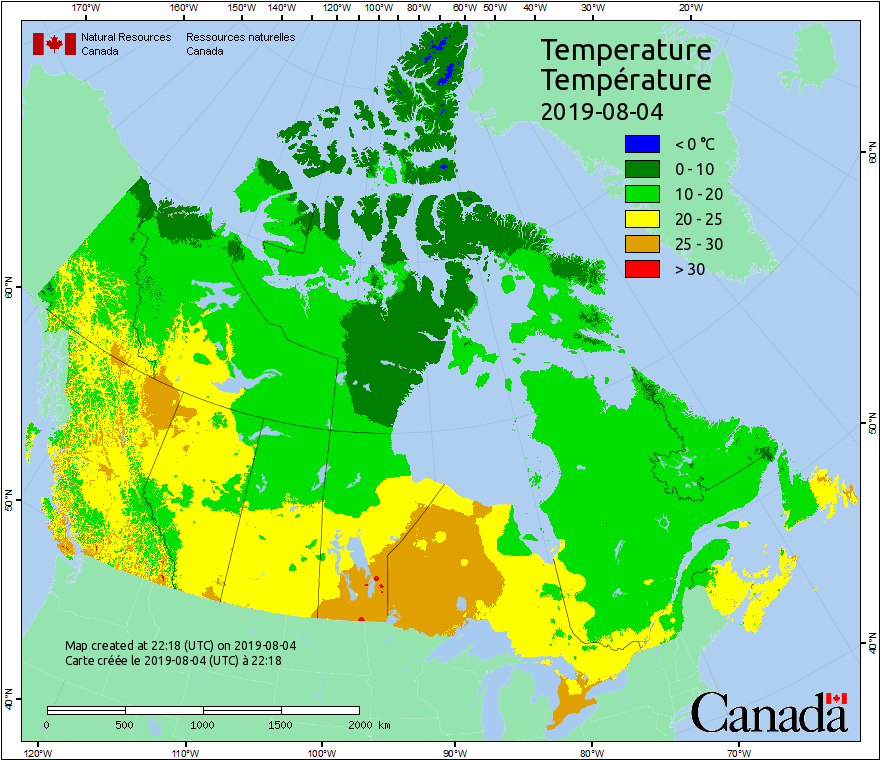 170°W 160°W 150°W 140°W 120°W 100°W 80°W 60°W 50°W 40°W 30°W 20°W
Natural Resources Ressources naturelles
Canada Canada
Temperature
Température
2019-08-04
< 0 °C
0 - 10
10 - 20
20 - 25
25 - 30
> 30
60°N
60°N
50°N
50°N
40°N
40°N
Map created at 22:18 (UTC) on 2019-08-04
Carte créée le 2019-08-04 (UTC) à 22:18
0 500 1000 1500 2000 km
Canada
120°W 110°W 100°W 90°W 80°W 70°W